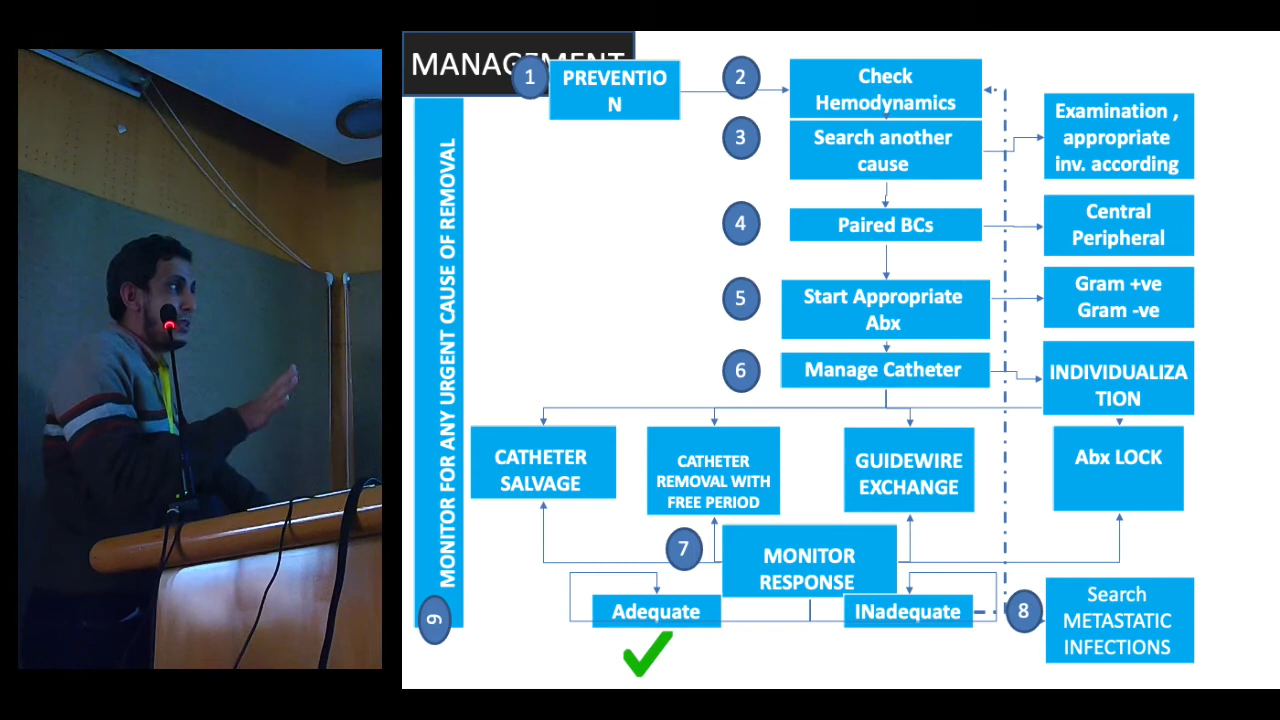 MANAGEMENT
1
PREVENTIO
N
2
Check
Hemodynamics
3
Search another
cause
Examination ,
appropriate
inv. according
4
Paired BCs
Central
Peripheral
5
Start Appropriate
Abx
Gram +ve
Gram -ve
6
Manage Catheter
INDIVIDUALIZA
TION
CATHETER
SALVAGE
CATHETER
REMOVAL WITH
FREE PERIOD
GUIDEWIRE
EXCHANGE
Abx LOCK
7
MONITOR
RESPONSE
Adequate
INadequate
8
Search
METASTATIC
INFECTIONS
9
MONITOR FOR ANY URGENT CAUSE OF REMOVAL